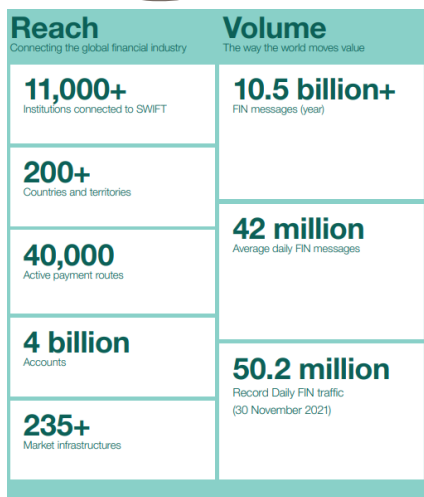 Reach
Connecting the global financial industry
11,000+
Institutions connected to SWIFT
200+
Countries and territories
40,000
Active payment routes
4 billion
Accounts
235+
Market infrastructures
Volume
The way the world moves value
10.5 billion+
FIN messages (year)
42 million
Average daily FIN messages
50.2 million
Record Daily FIN traffic
(30 November 2021)